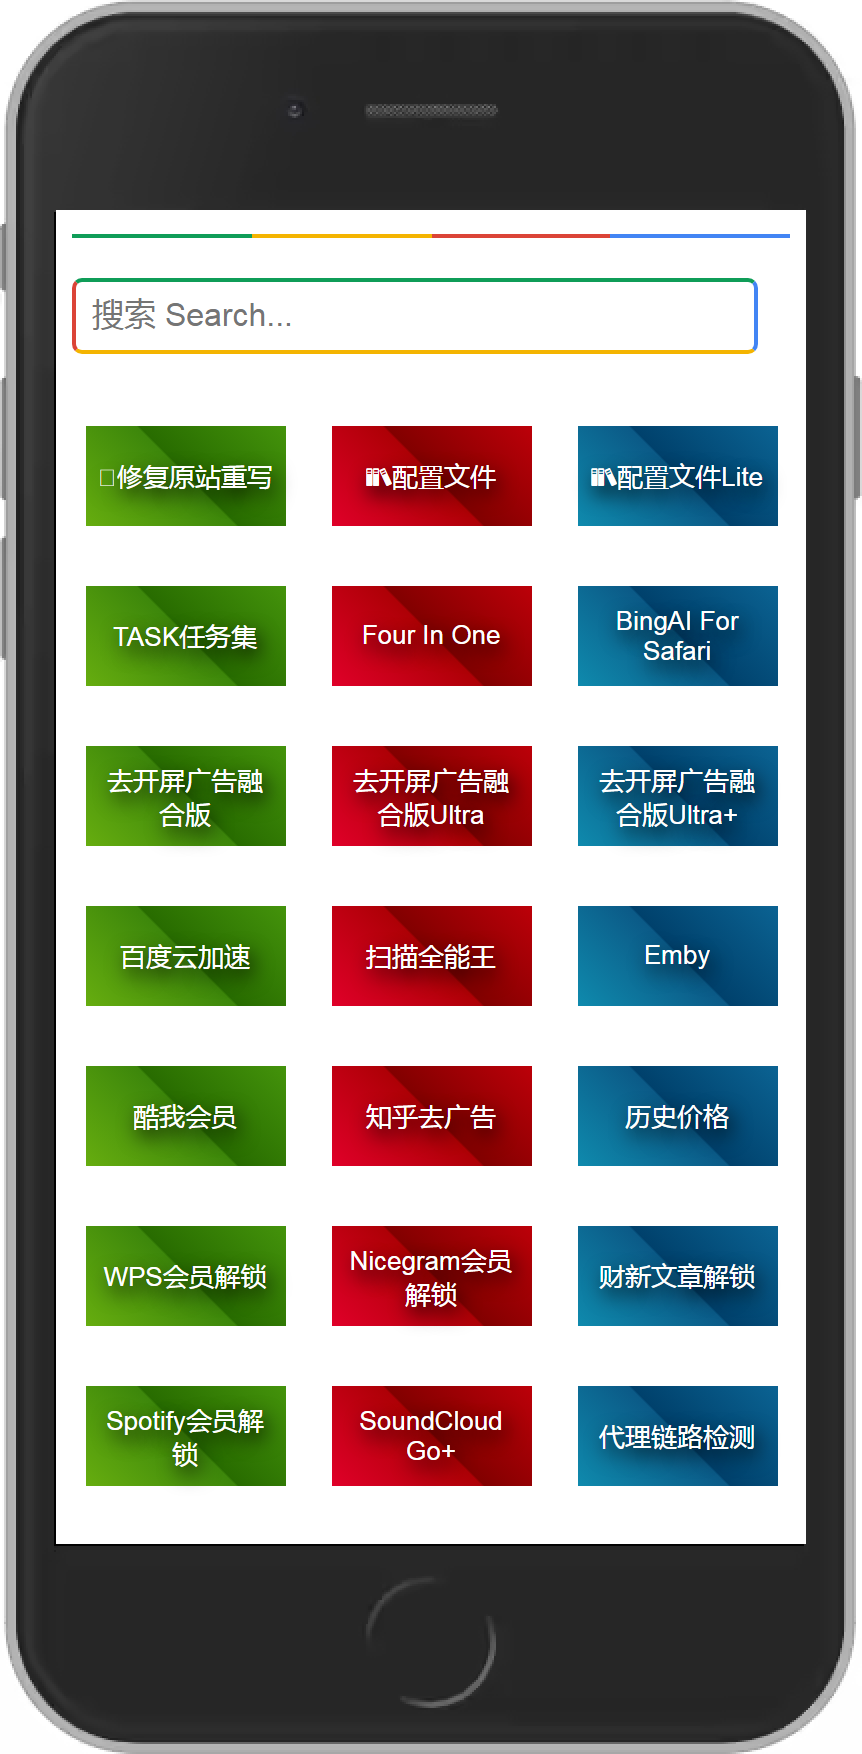 搜索 Search...
修复原站重写
配置文件
配置文件Lite
TASK任务集
Four In One
BingAI For
Safari
去开屏广告融
合版
去开屏广告融
合版Ultra
去开屏广告融
合版Ultra+
百度云加速
扫描全能王
Emby
酷我会员
知乎去广告
历史价格
WPS会员解锁
Nicegram会员
解锁
财新文章解锁
Spotify会员解
锁
SoundCloud
Go+
代理链路检测